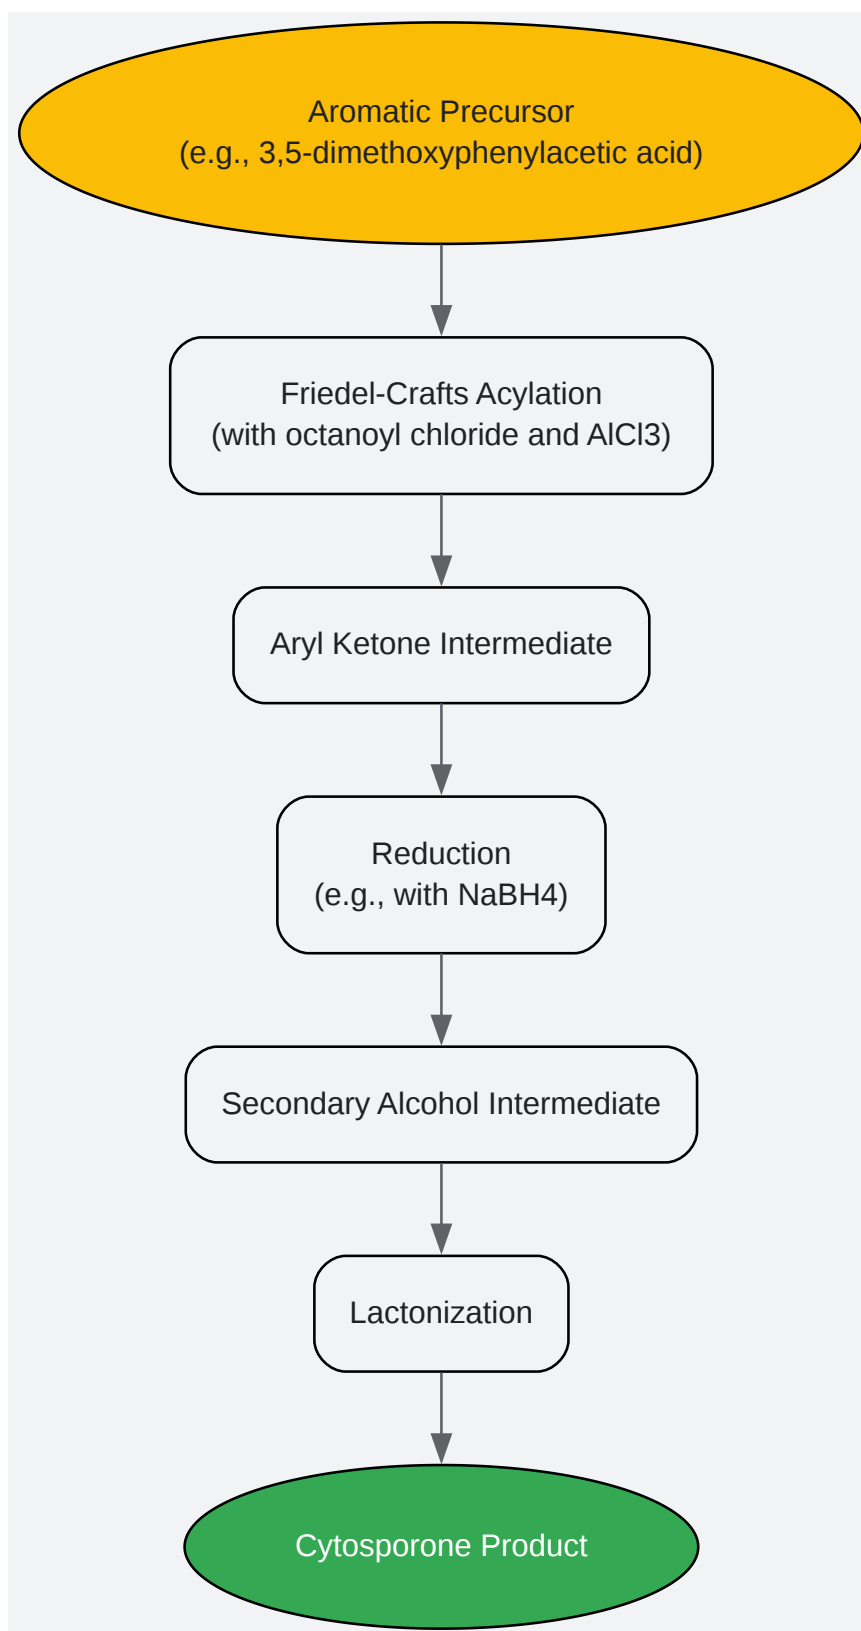 Aromatic Precursor
(e.g., 3,5-dimethoxyphenylacetic acid)
Friedel-Crafts Acylation
(with octanoyl chloride and AlCl3)
Aryl Ketone Intermediate
Reduction
(e.g., with NaBH4)
Secondary Alcohol Intermediate
Lactonization
Cytosporone Product